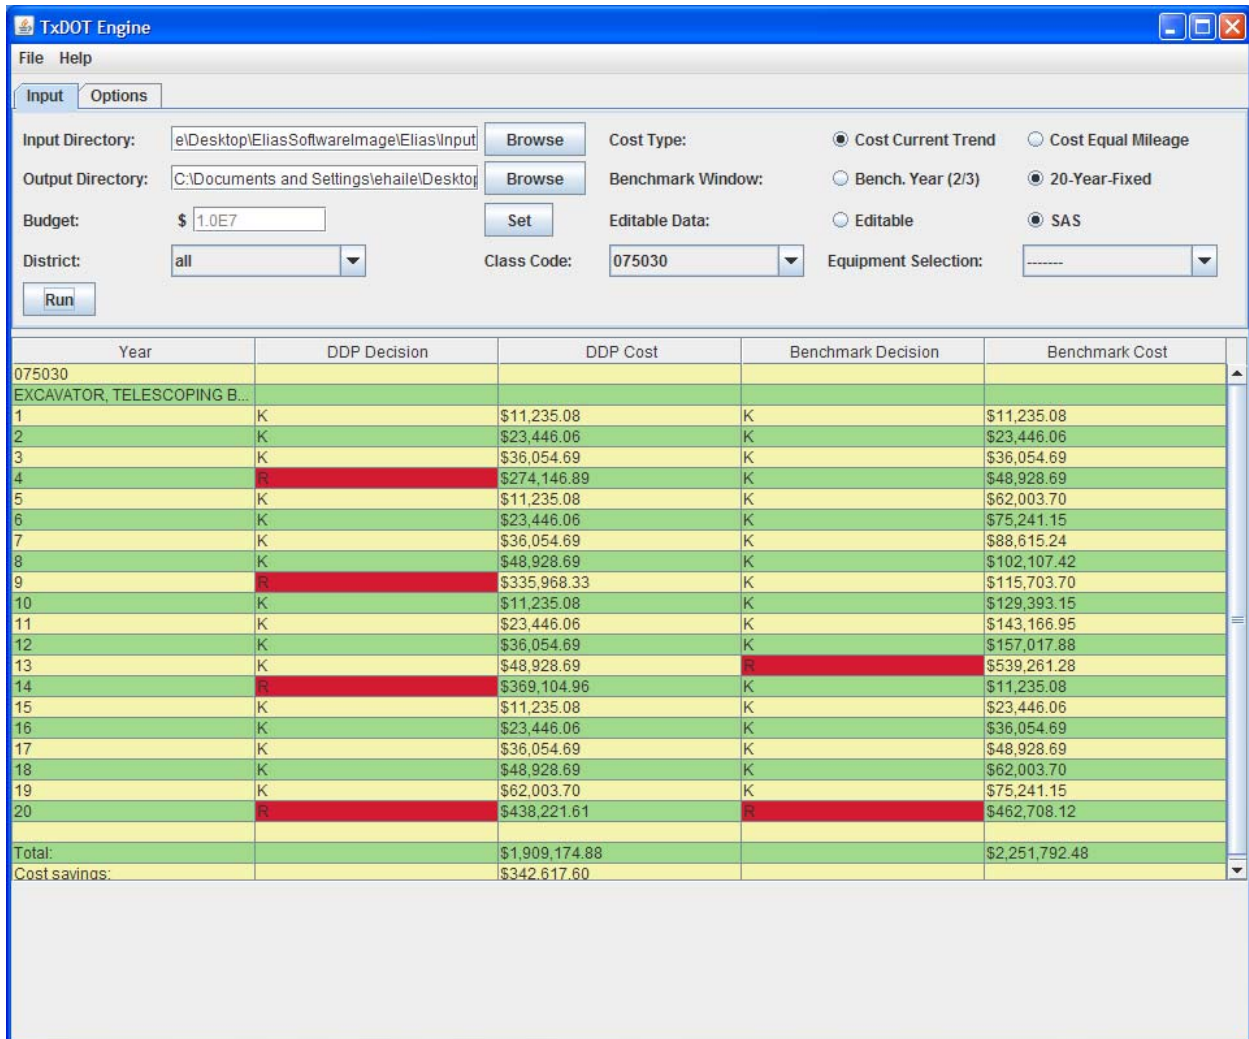 TxDOT Engine
File Help
Input Options
Input Directory: e\Desktop\EliasSoftwareImage\Elias\Input Browse Cost Type: Cost Current Trend Cost Equal Mileage
Output Directory: C:\Documents and Settings\ehaile\Desktop Browse Benchmark Window: Bench. Year (2/3) 20-Year-Fixed
Budget: $ 1.0E7 Set Editable Data: Editable SAS
District: all Class Code: 075030 Equipment Selection: -------
Run
Year DDP Decision DDP Cost Benchmark Decision Benchmark Cost
075030
EXCAVATOR, TELESCOPING B...
1 K $11,235.08 K $11,235.08
2 K $23,446.06 K $23,446.06
3 K $36,054.69 K $36,054.69
4 R $274,146.89 K $48,928.69
5 K $11,235.08 K $62,003.70
6 K $23,446.06 K $75,241.15
7 K $36,054.69 K $88,615.24
8 K $48,928.69 K $102,107.42
9 R $335,968.33 K $115,703.70
10 K $11,235.08 K $129,393.15
11 K $23,446.06 K $143,166.95
12 K $36,054.69 K $157,017.88
13 K $48,928.69 R $539,261.28
14 R $369,104.96 K $11,235.08
15 K $11,235.08 K $23,446.06
16 K $23,446.06 K $36,054.69
17 K $36,054.69 K $48,928.69
18 K $48,928.69 K $62,003.70
19 K $62,003.70 K $75,241.15
20 R $438,221.61 R $462,708.12
Total: $1,909,174.88 $2,251,792.48
Cost savings: $342,617.60